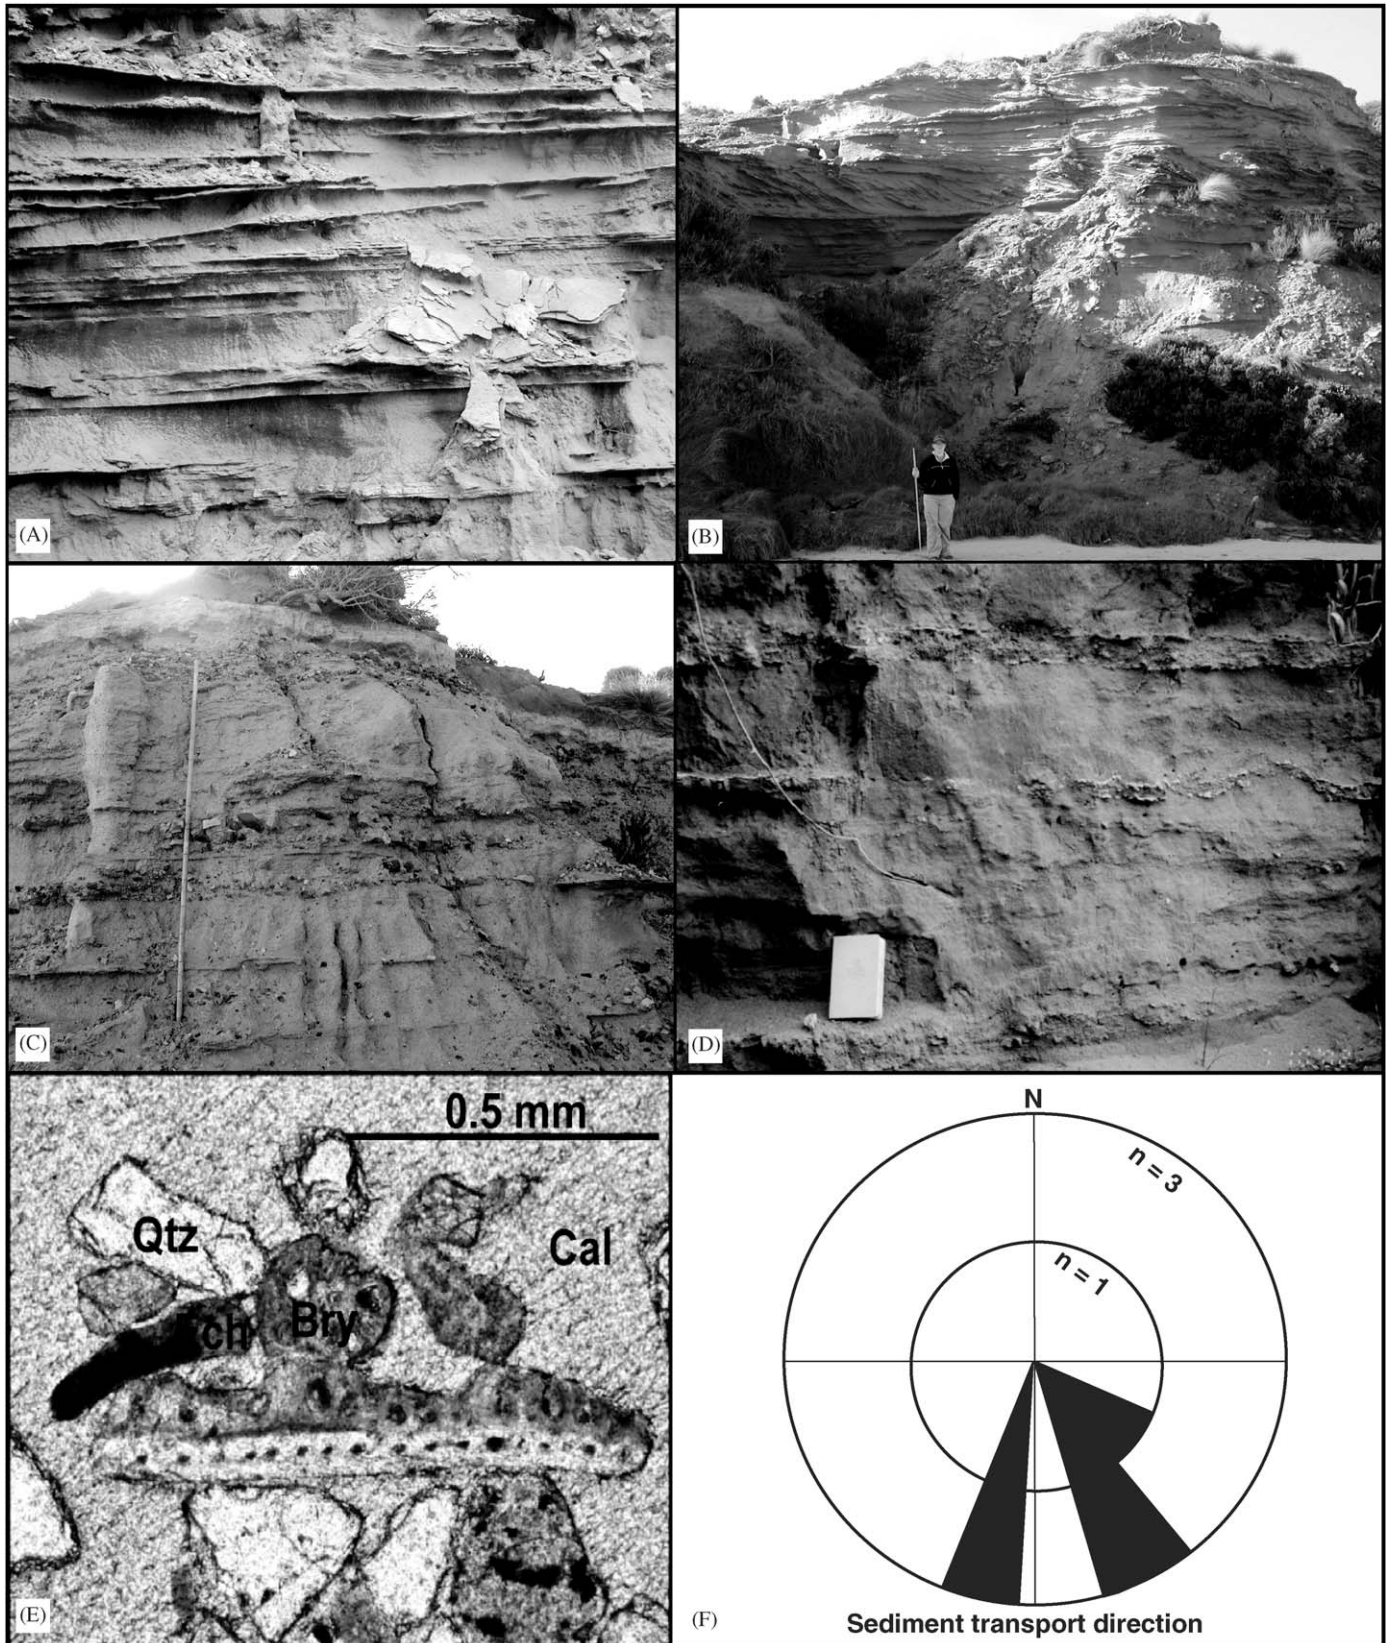 (A)
(B)
(C)
(D)
0.5 mm
Qtz
Cal
Bry
(E)
N
n = 3
n = 1
(F)
Sediment transport direction